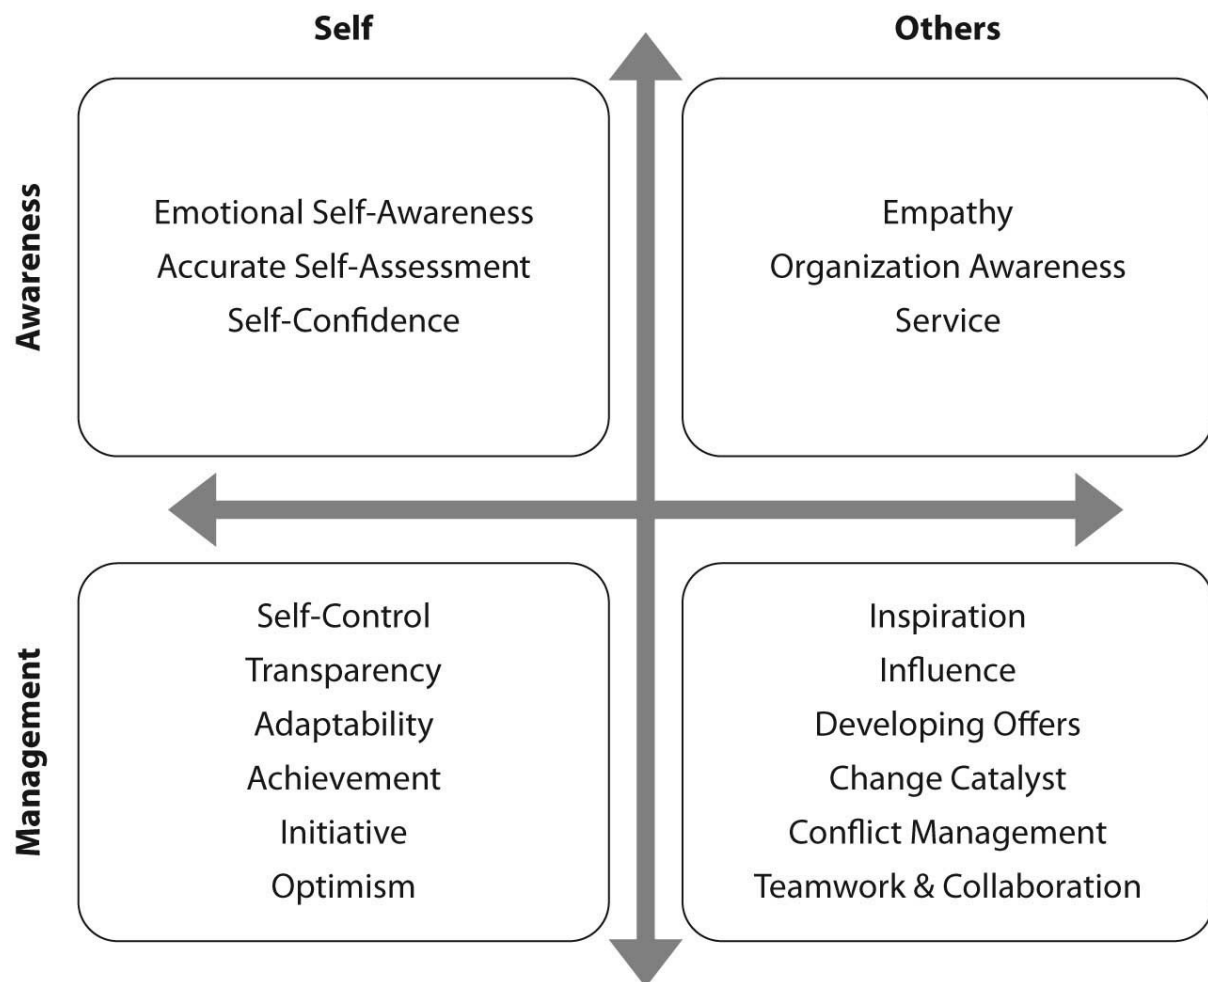 Self
Others
Awareness
Emotional Self-Awareness
Accurate Self-Assessment
Self-Confidence
Empathy
Organization Awareness
Service
Management
Self-Control
Transparency
Adaptability
Achievement
Initiative
Optimism
Inspiration
Influence
Developing Offers
Change Catalyst
Conflict Management
Teamwork & Collaboration